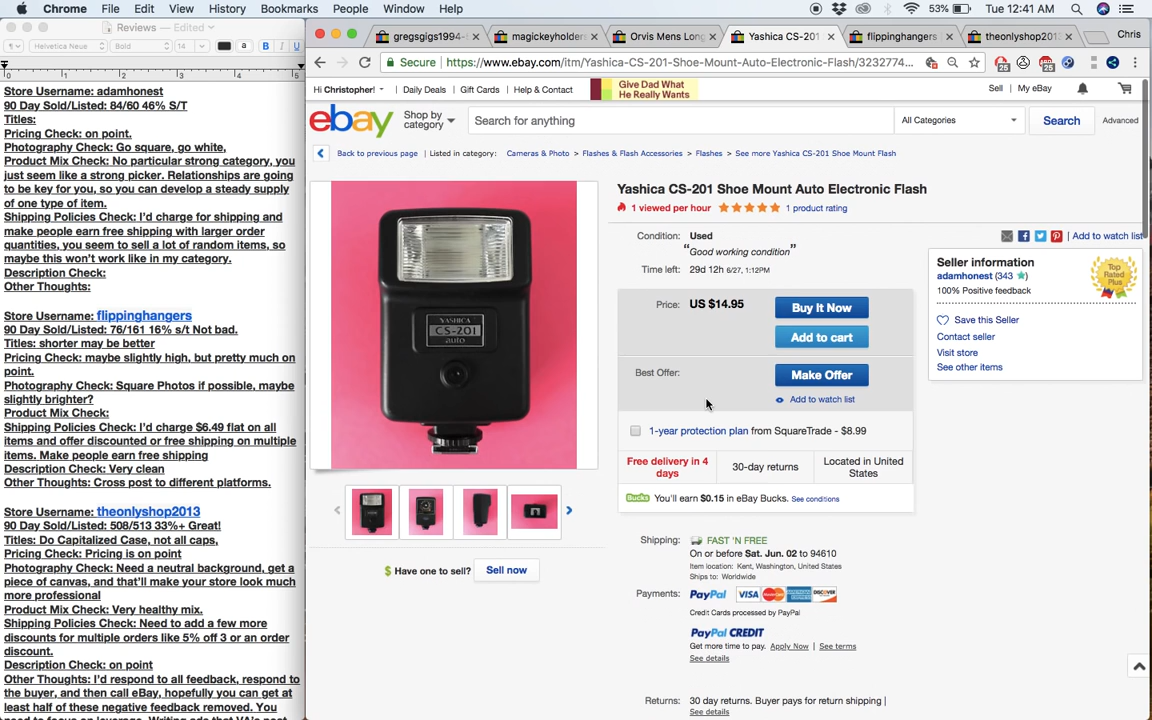 Chrome File Edit View History Bookmarks People Window Help 53% Tue 12:41 AM Chris
Reviews — Edited
Helvetica Neue Bold 14 B I U
gregsgigs1994 - magickeyholders Orvis Mens Long Yashica CS-201 flippinghangers theonlyshop2013 Chris
Secure https://www.ebay.com/itm/Yashica-CS-201-Shoe-Mount-Auto-Electronic-Flash/3232774... 25 25
Store Username: adamhonest
90 Day Sold/Listed: 84/60 46% S/T
Titles:
Pricing Check: on point.
Photography Check: Go square, go white,
Product Mix Check: No particular strong category, you
just seem like a strong picker. Relationships are going
to be key for you, so you can develop a steady supply
of one type of item.
Shipping Policies Check: I'd charge for shipping and
make people earn free shipping with larger order
quantities, you seem to sell a lot of random items, so
maybe this won't work like in my category.
Description Check:
Other Thoughts:
Store Username: flippinghangers
90 Day Sold/Listed: 76/161 16% s/t Not bad.
Titles: shorter may be better
Pricing Check: maybe slightly high, but pretty much on
point.
Photography Check: Square Photos if possible, maybe
slightly brighter?
Product Mix Check:
Shipping Policies Check: I'd charge $6.49 flat on all
items and offer discounted or free shipping on multiple
items. Make people earn free shipping
Description Check: Very clean
Other Thoughts: Cross post to different platforms.
Store Username: theonlyshop2013
90 Day Sold/Listed: 508/513 33%+ Great!
Titles: Do Capitalized Case, not all caps,
Pricing Check: Pricing is on point
Photography Check: Need a neutral background, get a
piece of canvas, and that'll make your store look much
more professional
Product Mix Check: Very healthy mix.
Shipping Policies Check: Need to add a few more
discounts for multiple orders like 5% off 3 or an order
discount.
Description Check: on point
Other Thoughts: I'd respond to all feedback, respond to
the buyer, and then call eBay, hopefully you can get at
least half of these negative feedback removed. You
Hi Christopher! Daily Deals Gift Cards Help & Contact
Give Dad What
He Really Wants
Sell My eBay
ebay Shop by
category Search for anything All Categories Search Advanced
Back to previous page | Listed in category: Cameras & Photo > Flashes & Flash Accessories > Flashes > See more Yashica CS-201 Shoe Mount Flash
YASHICA
CS-201
auto
Have one to sell? Sell now
Yashica CS-201 Shoe Mount Auto Electronic Flash
1 viewed per hour 1 product rating
Condition: Used
"Good working condition"
Time left: 29d 12h 6/27, 1:12PM
Price: US $14.95 Buy It Now
Add to cart
Best Offer: Make Offer
Add to watch list
1-year protection plan from SquareTrade - $8.99
Free delivery in 4
days
30-day returns
Located in United
States
Bucks You'll earn $0.15 in eBay Bucks. See conditions
Shipping: FAST 'N FREE
On or before Sat. Jun. 02 to 94610
Item location: Kent, Washington, United States
Ships to: Worldwide
Payments: PayPal VISA MasterCard DISCOVER
Credit Cards processed by PayPal
PayPal CREDIT
Get more time to pay. Apply Now | See terms
See details
Returns: 30 day returns. Buyer pays for return shipping |
See details
| Add to watch list
Seller information
adamhonest (343)
100% Positive feedback
Top
Rated
Plus
Save this Seller
Contact seller
Visit store
See other items